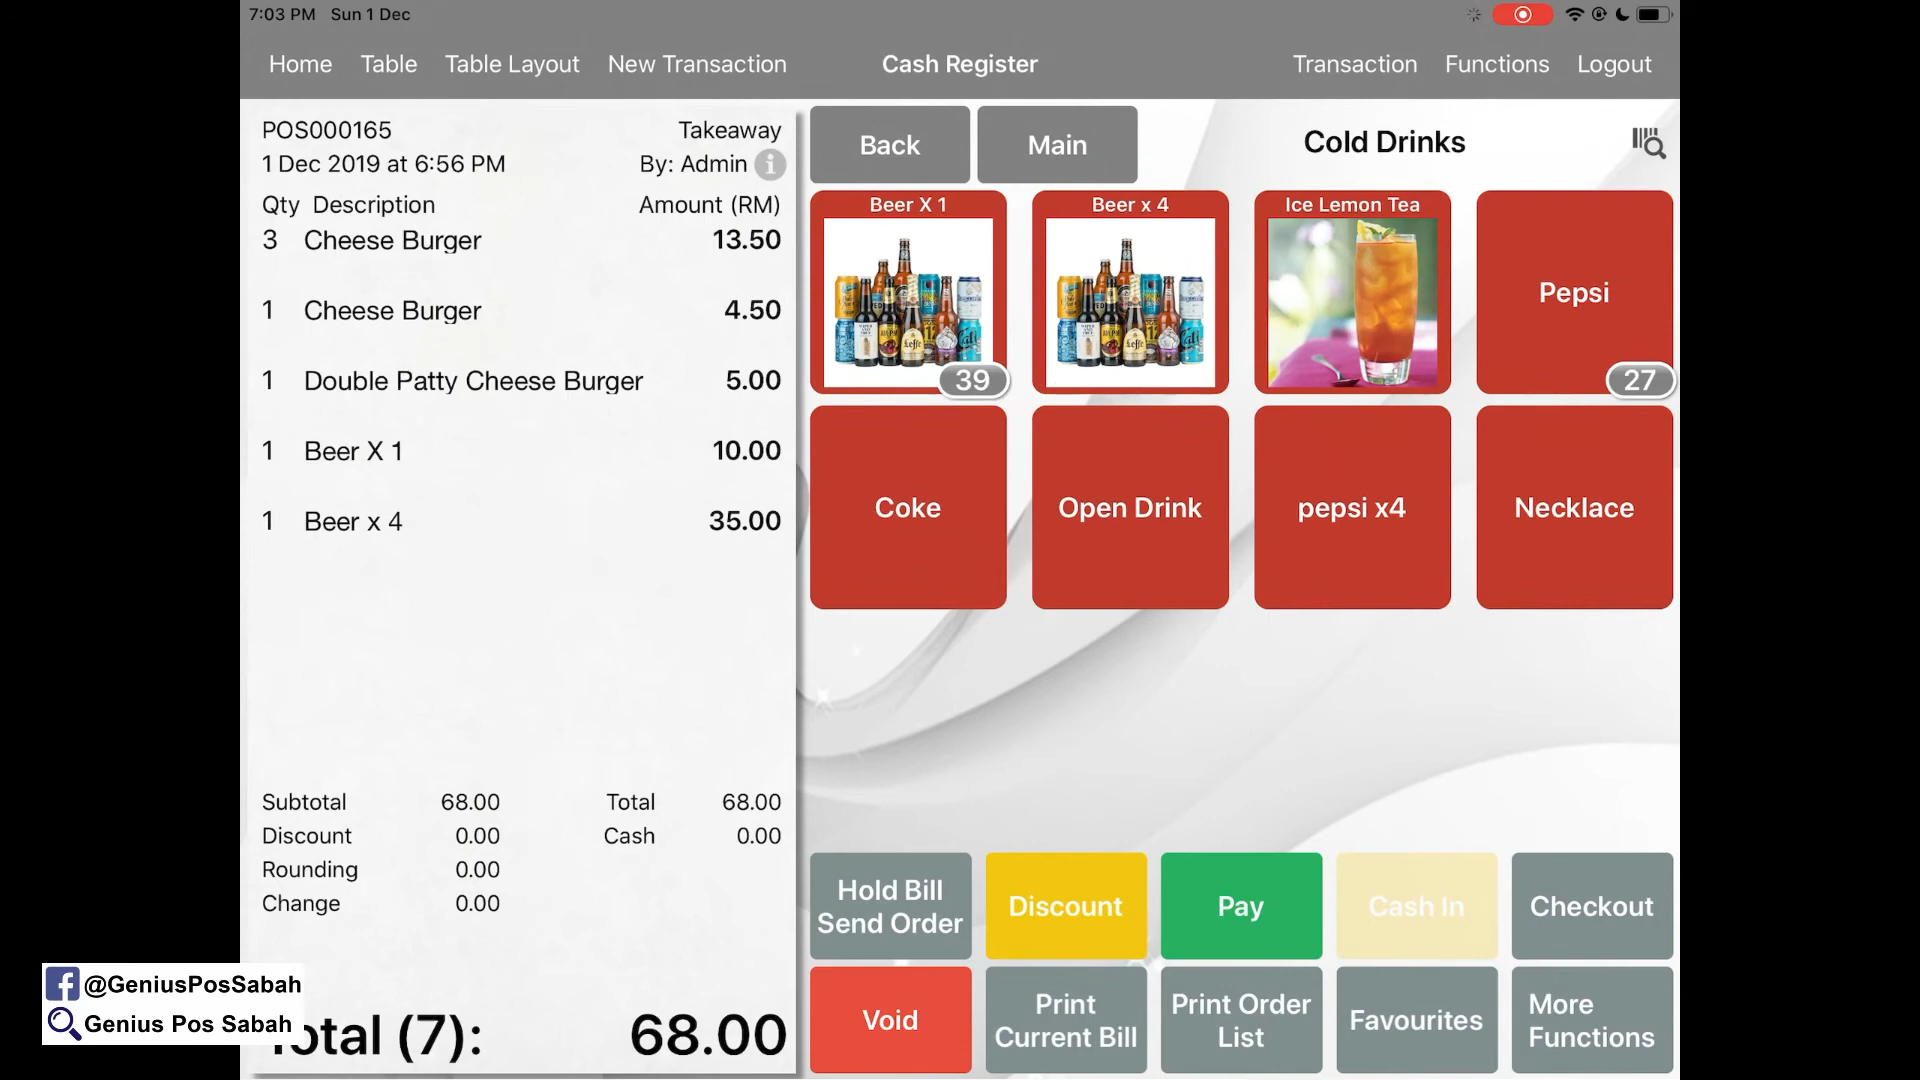 7:03 PM Sun 1 Dec
Home Table Table Layout New Transaction Cash Register Transaction Functions Logout
POS000165 Takeaway
1 Dec 2019 at 6:56 PM By: Admin
Qty Description Amount (RM)
3 Cheese Burger 13.50
1 Cheese Burger 4.50
1 Double Patty Cheese Burger 5.00
1 Beer X 1 10.00
1 Beer x 4 35.00
Subtotal 68.00 Total 68.00
Discount 0.00 Cash 0.00
Rounding 0.00
Change 0.00
Total (7): 68.00
Back Main Cold Drinks
Beer X 1 Beer x 4 Ice Lemon Tea
Pepsi
39 27
Coke Open Drink pepsi x4 Necklace
Hold Bill
Send Order
Discount
Pay
Cash In
Checkout
Void
Print
Current Bill
Print Order
List
Favourites
More
Functions
@GeniusPosSabah
Genius Pos Sabah